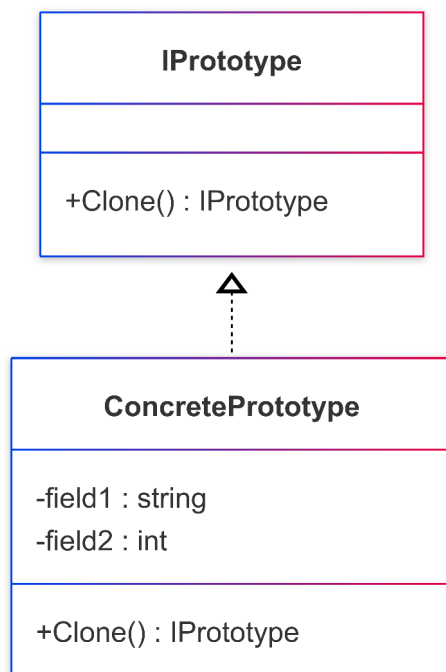 IPrototype
+Clone() : IPrototype
ConcretePrototype
-field1 : string
-field2 : int
+Clone() : IPrototype